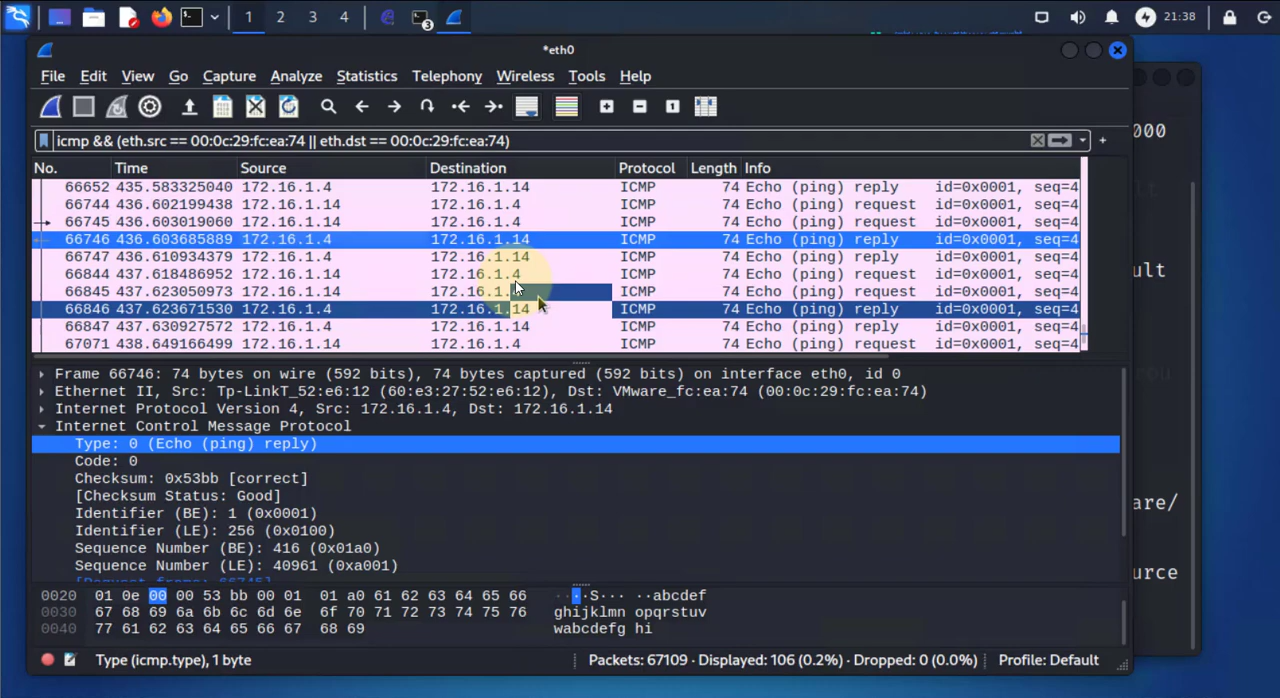 1 2 3 4 3 21:38
*eth0
File Edit View Go Capture Analyze Statistics Telephony Wireless Tools Help
icmp && (eth.src == 00:0c:29:fc:ea:74 || eth.dst == 00:0c:29:fc:ea:74) +
000
No. Time Source Destination Protocol Length Info
66652 435.583325040 172.16.1.4 172.16.1.14 ICMP 74 Echo (ping) reply id=0x0001, seq=4
66744 436.602199438 172.16.1.14 172.16.1.4 ICMP 74 Echo (ping) request id=0x0001, seq=4
66745 436.603019060 172.16.1.14 172.16.1.4 ICMP 74 Echo (ping) request id=0x0001, seq=4
66746 436.603685889 172.16.1.4 172.16.1.14 ICMP 74 Echo (ping) reply id=0x0001, seq=4
66747 436.610934379 172.16.1.4 172.16.1.14 ICMP 74 Echo (ping) reply id=0x0001, seq=4
66844 437.618486952 172.16.1.14 172.16.1.4 ICMP 74 Echo (ping) request id=0x0001, seq=4
ult
66845 437.623050973 172.16.1.14 172.16.1. ICMP 74 Echo (ping) request id=0x0001, seq=4
66846 437.623671530 172.16.1.4 172.16.1.14 ICMP 74 Echo (ping) reply id=0x0001, seq=4
66847 437.630927572 172.16.1.4 172.16.1.14 ICMP 74 Echo (ping) reply id=0x0001, seq=4
67071 438.649166499 172.16.1.14 172.16.1.4 ICMP 74 Echo (ping) request id=0x0001, seq=4
Frame 66746: 74 bytes on wire (592 bits), 74 bytes captured (592 bits) on interface eth0, id 0
Ethernet II, Src: Tp-LinkT_52:e6:12 (60:e3:27:52:e6:12), Dst: VMware_fc:ea:74 (00:0c:29:fc:ea:74)
Internet Protocol Version 4, Src: 172.16.1.4, Dst: 172.16.1.14
Internet Control Message Protocol
Type: 0 (Echo (ping) reply)
Code: 0
Checksum: 0x53bb [correct]
[Checksum Status: Good]
are/
Identifier (BE): 1 (0x0001)
Identifier (LE): 256 (0x0100)
Sequence Number (BE): 416 (0x01a0)
Sequence Number (LE): 40961 (0xa001)
urce
[Request frame: 66745]
0020 01 0e 00 00 53 bb 00 01 01 a0 61 62 63 64 65 66 ····S··· ··abcdef
0030 67 68 69 6a 6b 6c 6d 6e 6f 70 71 72 73 74 75 76 ghijklmn opqrstuv
0040 77 61 62 63 64 65 66 67 68 69 wabcdefg hi
Type (icmp.type), 1 byte Packets: 67109 · Displayed: 106 (0.2%) · Dropped: 0 (0.0%) Profile: Default